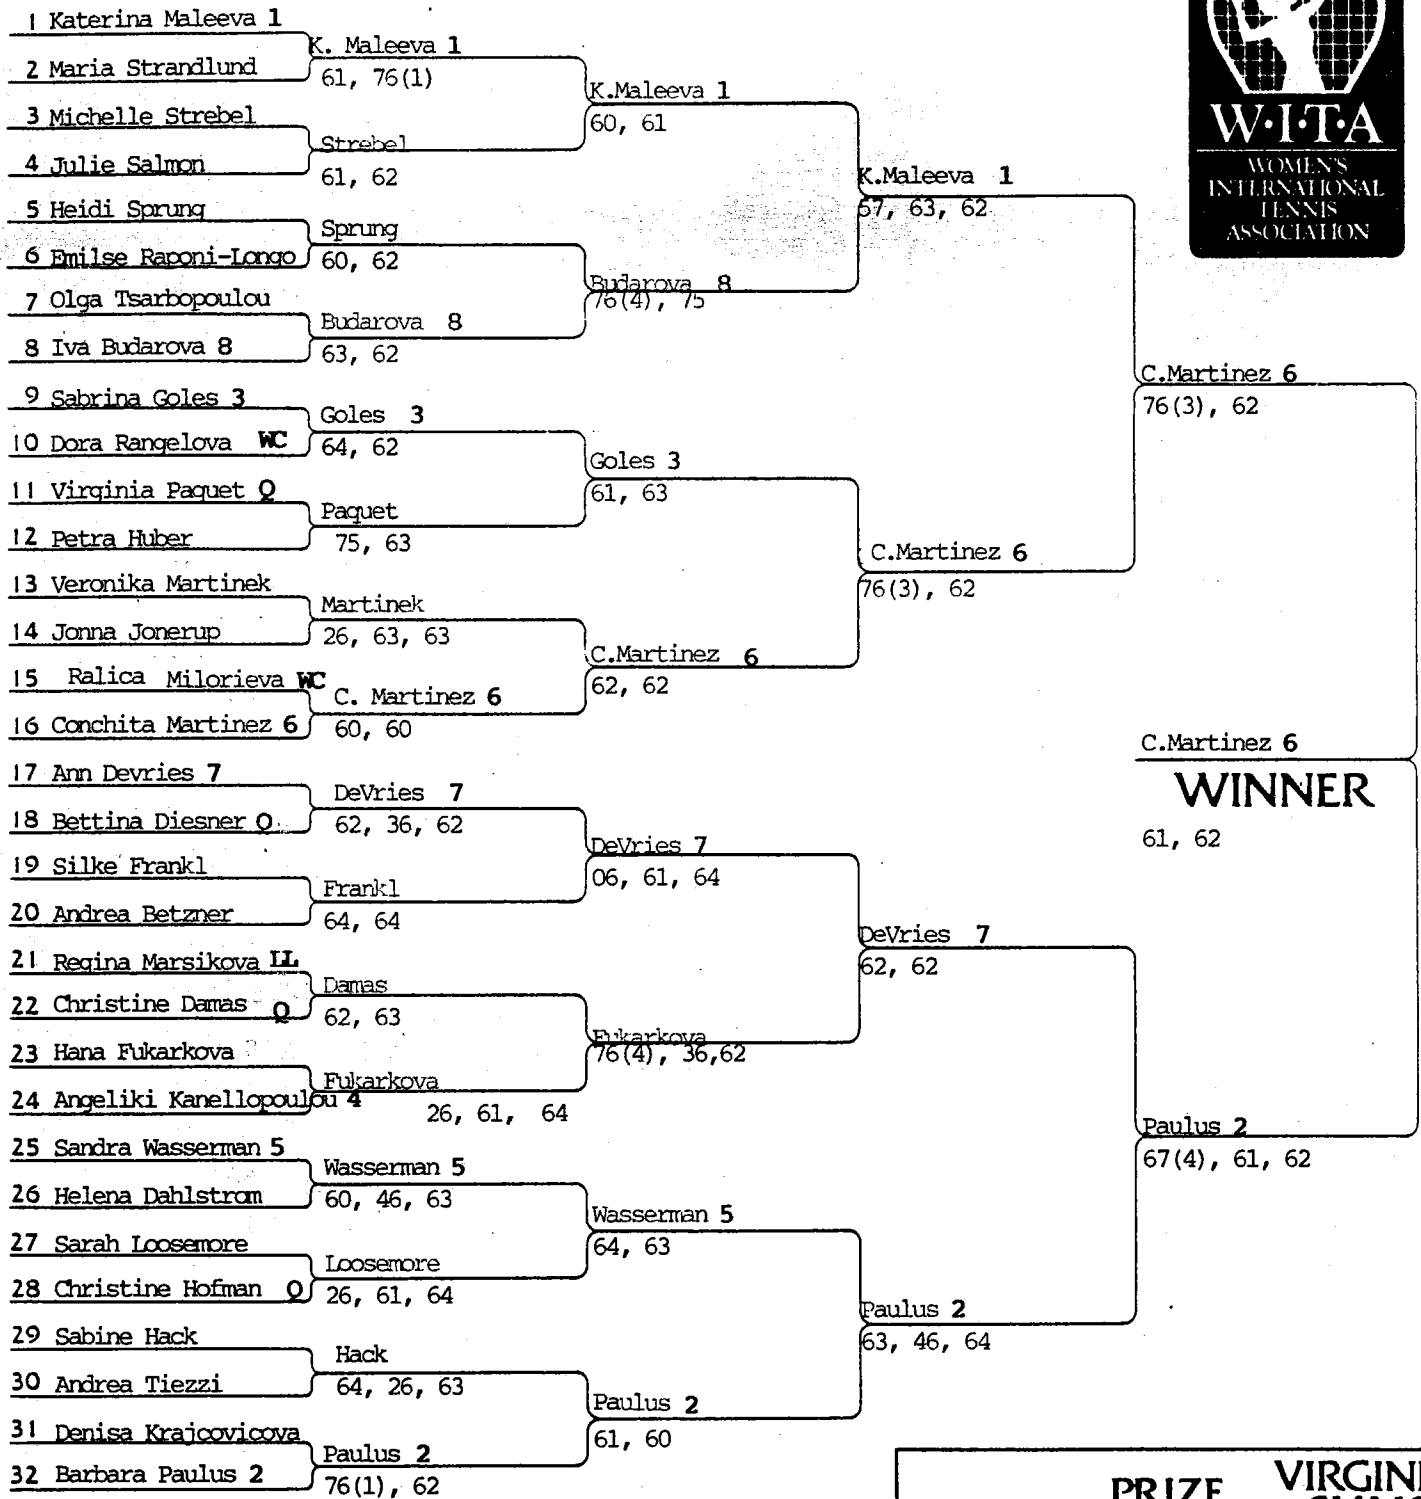 1 Katerina Maleeva 1
2 Maria Strandlund
3 Michelle Strebel
4 Julie Salmon
5 Heidi Sprung
6 Emilse Raponi-Longo
7 Olga Tsarbopoulou
8 Iva Budarova 8
9 Sabrina Goles 3
10 Dora Rangelova WC
11 Virginia Paquet Q
12 Petra Huber
13 Veronika Martinek
14 Jonna Jonerup
15 Ralica Milorieva WC
16 Conchita Martinez 6
17 Ann Devries 7
18 Bettina Diesner Q
19 Silke Frankl
20 Andrea Betzner
21 Regina Marsikova LL
22 Christine Damas Q
23 Hana Fukarkova
24 Angeliki Kanellopoulou 4
25 Sandra Wasserman 5
26 Helena Dahlstrom
27 Sarah Loosemore
28 Christine Hofman Q
29 Sabine Hack
30 Andrea Tiezzi
31 Denisa Krajcovicova
32 Barbara Paulus 2
K. Maleeva 1
61, 76(1)
Strebel
61, 62
Sprung
60, 62
Budarova 8
63, 62
Goles 3
64, 62
Paquet
75, 63
Martinek
26, 63, 63
C. Martinez 6
60, 60
DeVries 7
62, 36, 62
Frankl
64, 64
Damas
62, 63
Fukarkova
26, 61, 64
Wasserman 5
60, 46, 63
Loosemore
26, 61, 64
Hack
64, 26, 63
Paulus 2
76(1), 62
K.Maleeva 1
60, 61
Budarova 8
76(4), 75
Goles 3
61, 63
C.Martinez 6
62, 62
DeVries 7
06, 61, 64
Fukarkova
76(4), 36,62
Wasserman 5
64, 63
Paulus 2
61, 60
K.Maleeva 1
57, 63, 62
C.Martinez 6
76(3), 62
DeVries 7
62, 62
Paulus 2
63, 46, 64
C.Martinez 6
76(3), 62
Paulus 2
67(4), 61, 62
C.Martinez 6
WINNER
61, 62
W·I·T·A
WOMEN'S
INTERNATIONAL
TENNIS
ASSOCIATION
PRIZE
VIRGINI